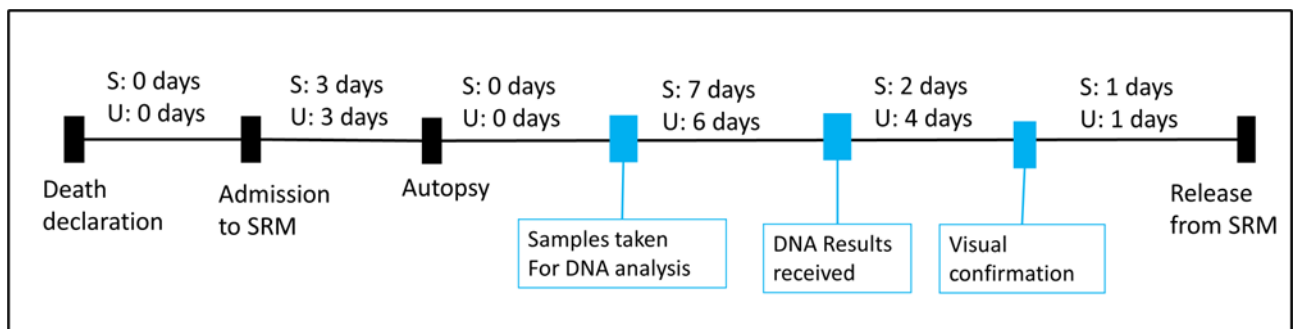 S: 0 days
U: 0 days
S: 3 days
U: 3 days
S: 0 days
U: 0 days
S: 7 days
U: 6 days
S: 2 days
U: 4 days
S: 1 days
U: 1 days
Death
declaration
Admission
to SRM
Autopsy
Samples taken
For DNA analysis
DNA Results
received
Visual
confirmation
Release
from SRM